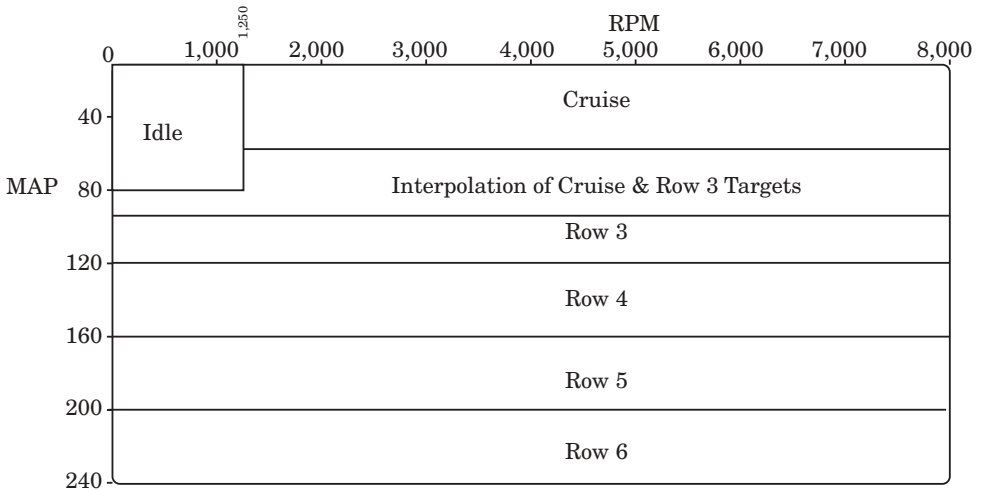 RPM
1,250
0 1,000 2,000 3,000 4,000 5,000 6,000 7,000 8,000
Cruise
40
Idle
MAP 80 Interpolation of Cruise & Row 3 Targets
Row 3
120
Row 4
160
Row 5
200
Row 6
240